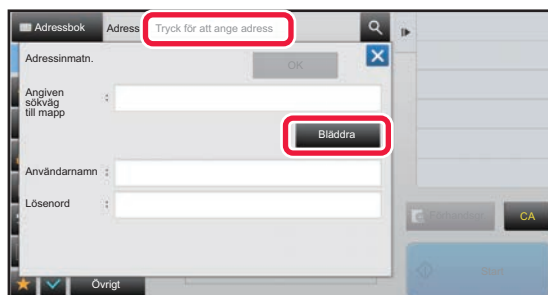 Adressbok
Adress
Tryck för att ange adress
Adressinmatn.
OK
Angiven
sökväg
till mapp
:
Bläddra
Användarnamn :
Lösenord :
CA
Övrigt